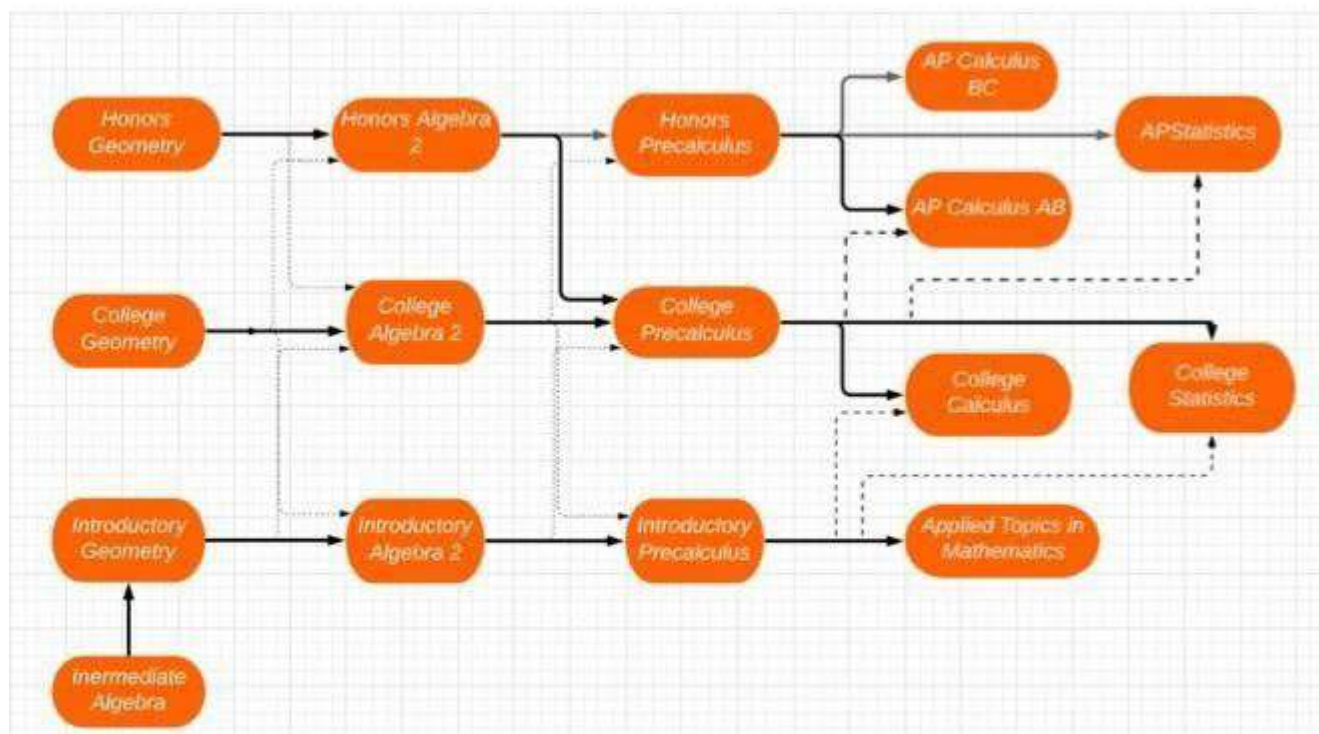 AP Calculus
BC
Honors
Geometry
Honors Algebra
2
Honors
Precalculus
APStatistics
AP Calculus AB
College
Geometry
College
Algebra 2
College
Precalculus
College
Calculus
College
Statistics
Introductory
Geometry
Introductory
Algebra 2
Introductory
Precalculus
Applied Topics in
Mathematics
Inermediate
Algebra